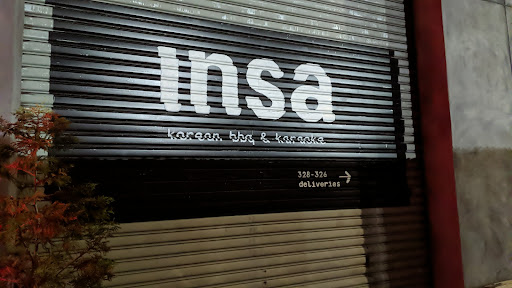 insa
korean bbq & karaoke
328-326
deliveries →